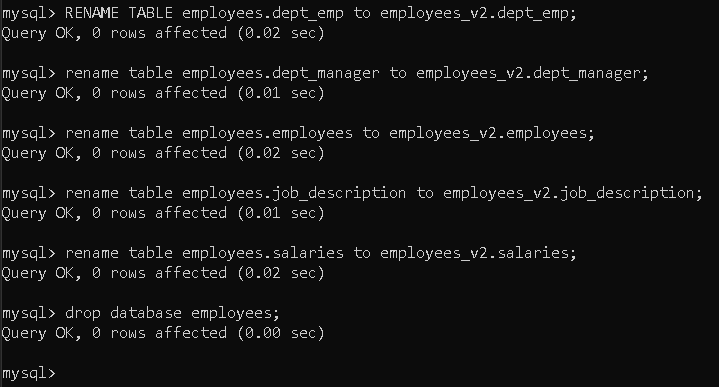 mysql> RENAME TABLE employees.dept_emp to employees_v2.dept_emp;
Query OK, 0 rows affected (0.02 sec)
mysql> rename table employees.dept_manager to employees_v2.dept_manager;
Query OK, 0 rows affected (0.01 sec)
mysql> rename table employees.employees to employees_v2.employees;
Query OK, 0 rows affected (0.02 sec)
mysql> rename table employees.job_description to employees_v2.job_description;
Query OK, 0 rows affected (0.01 sec)
mysql> rename table employees.salaries to employees_v2.salaries;
Query OK, 0 rows affected (0.02 sec)
mysql> drop database employees;
Query OK, 0 rows affected (0.00 sec)
mysql>